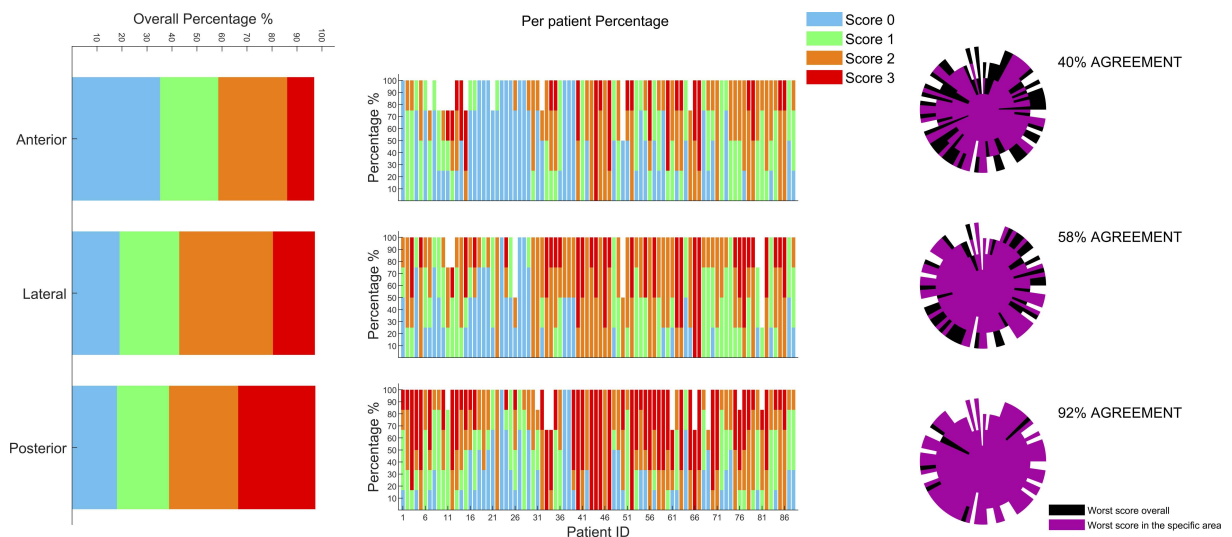 Overall Percentage %
10 20 30 40 50 60 70 80 90 100
Anterior
Lateral
Posterior
Per patient Percentage
Score 0
Score 1
Score 2
Score 3
Percentage %
100
90
80
70
60
50
40
30
20
10
Percentage %
100
90
80
70
60
50
40
30
20
10
Percentage %
100
90
80
70
60
50
40
30
20
10
1 6 11 16 21 26 31 36 41 46 51 56 61 66 71 76 81 86
Patient ID
40% AGREEMENT
58% AGREEMENT
92% AGREEMENT
Worst score overall
Worst score in the specific area